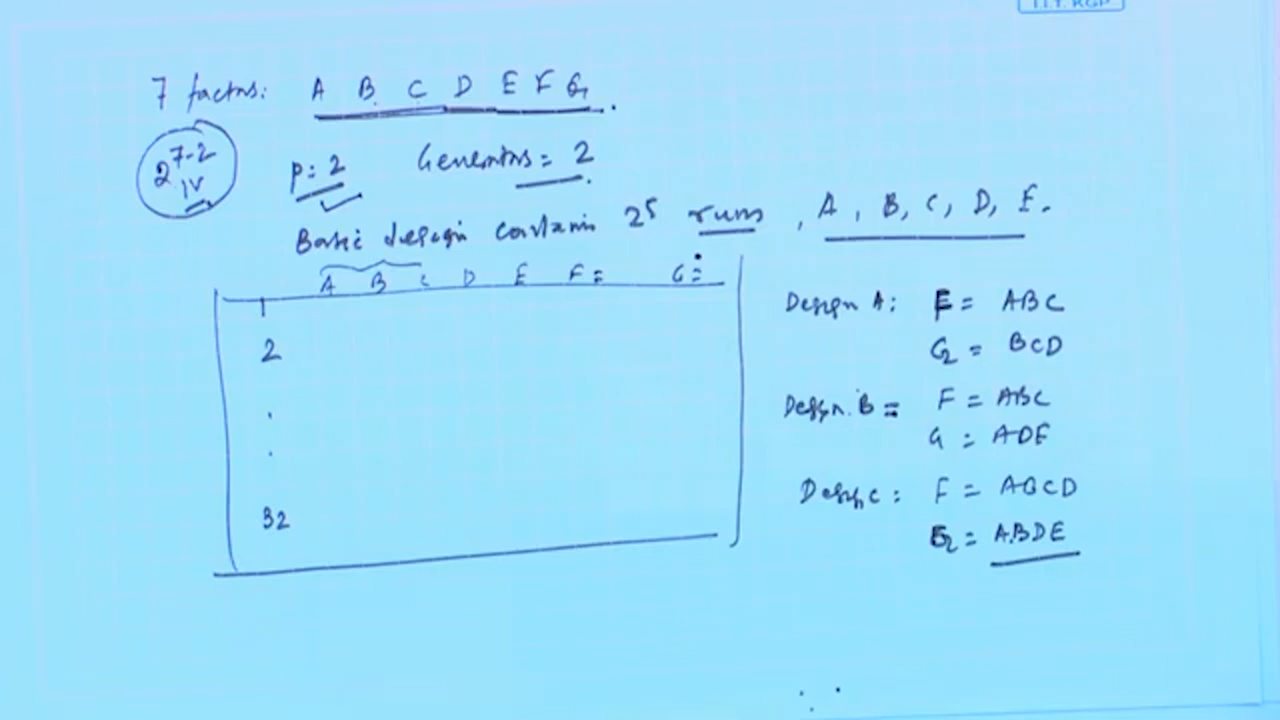 I.I.T. KGP
7 factors: A B C D E F G.
2^7-2 IV
P: 2 Generators = 2.
Basic design contains 2^5 runs, A, B, C, D, E.
A B C D E F = G =
1
2
.
.
32
Design A: F = ABC
G = BCD
Design B = F = ABC
G = ADE
Design C: F = ABCD
G = ABDE